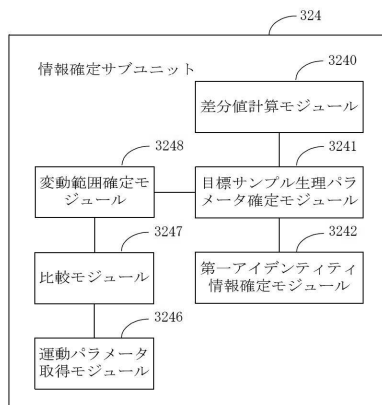 324
情報確定サブユニット
3240
差分値計算モジュール
3248
3241
変動範囲確定モ
ジュール
目標サンプル生理パラ
メータ確定モジュール
3247
3242
比較モジュール
第一アイデンティティ
情報確定モジュール
3246
運動パラメータ
取得モジュール